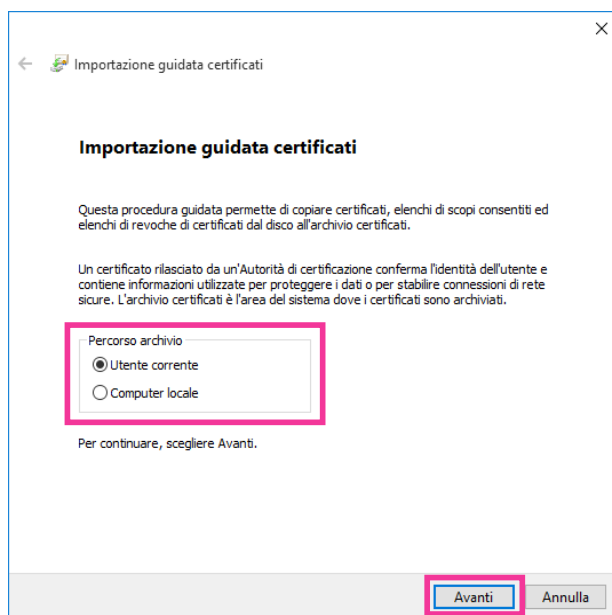 Importazione guidata certificati
Importazione guidata certificati
Questa procedura guidata permette di copiare certificati, elenchi di scopi consentiti ed
elenchi di revoche di certificati dal disco all'archivio certificati.
Un certificato rilasciato da un'Autorità di certificazione conferma l'identità dell'utente e
contiene informazioni utilizzate per proteggere i dati o per stabilire connessioni di rete
sicure. L'archivio certificati è l'area del sistema dove i certificati sono archiviati.
Percorso archivio
Utente corrente
Computer locale
Per continuare, scegliere Avanti.
Avanti Annulla